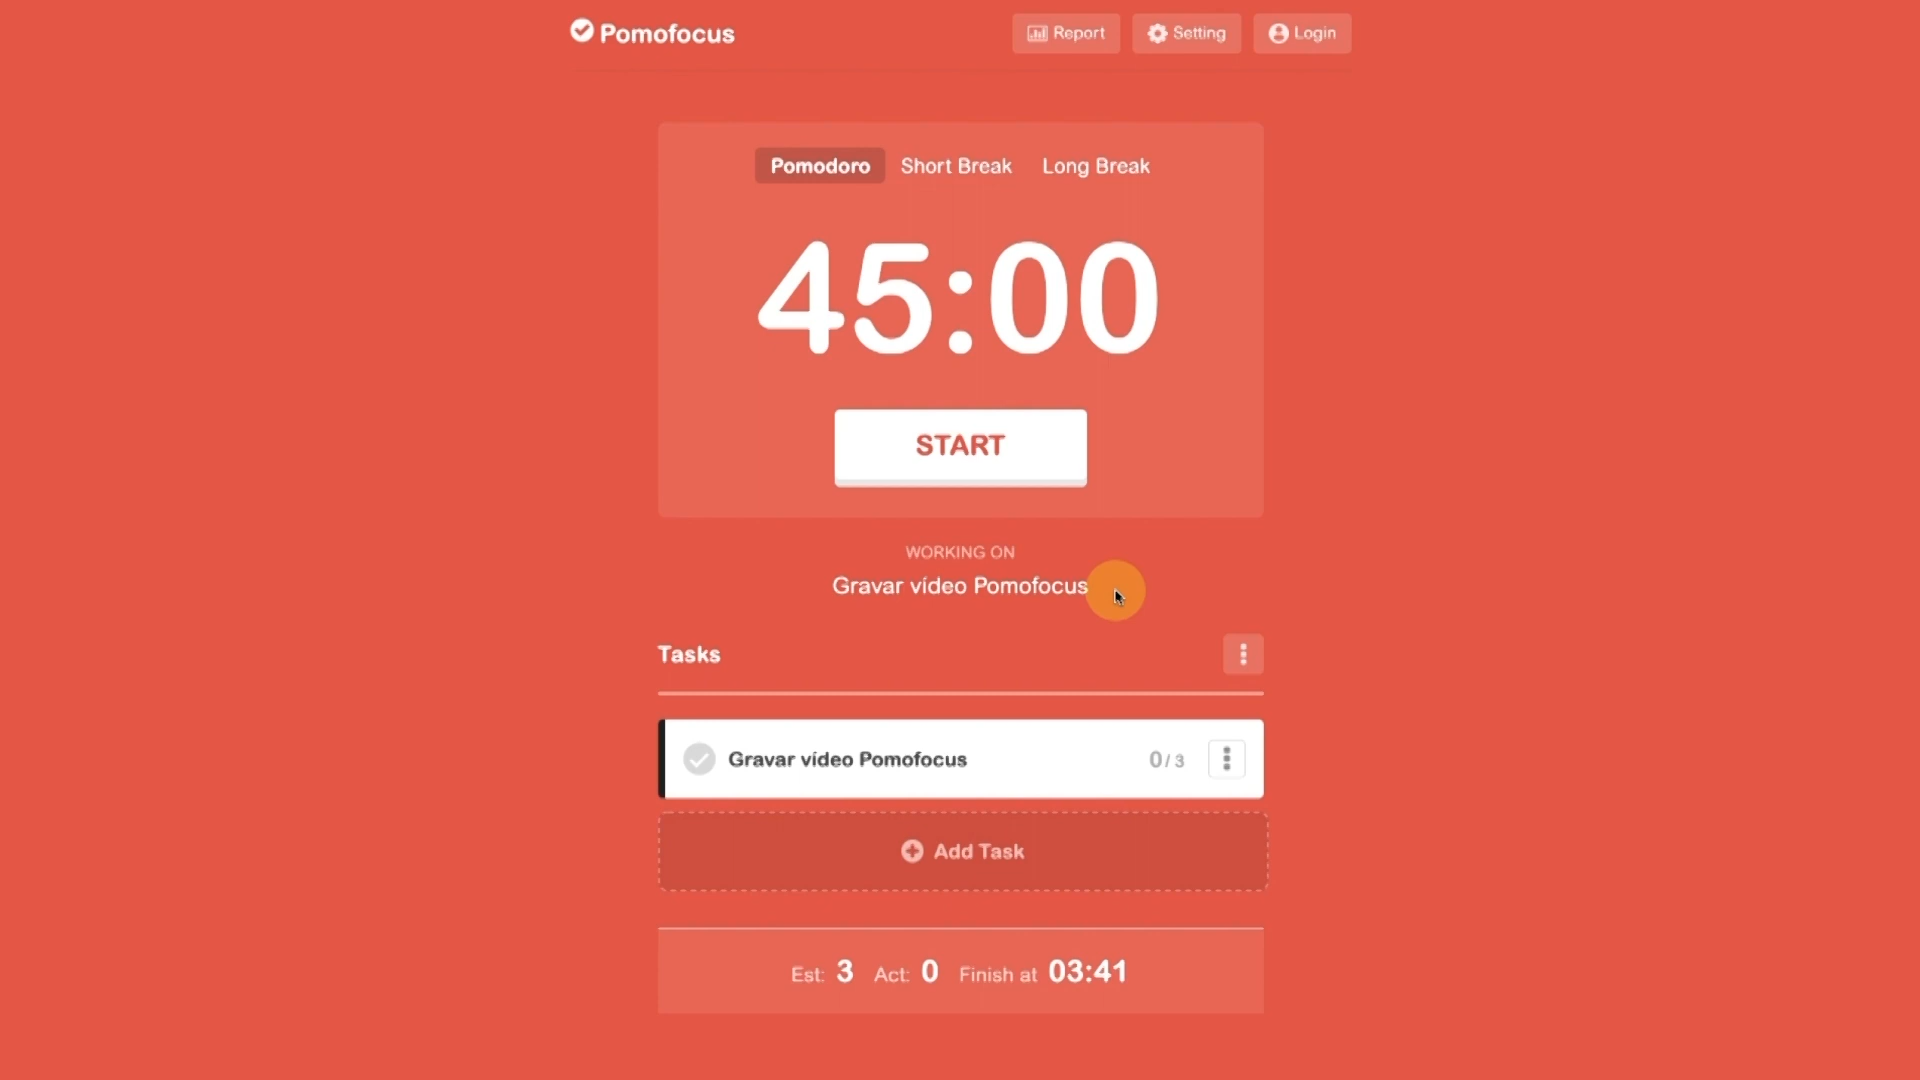 Pomofocus
Report
Setting
Login
Pomodoro
Short Break
Long Break
45:00
START
WORKING ON
Gravar vídeo Pomofocus
Tasks
Gravar vídeo Pomofocus
0/ 3
Add Task
Est: 3 Act: 0 Finish at 03:41